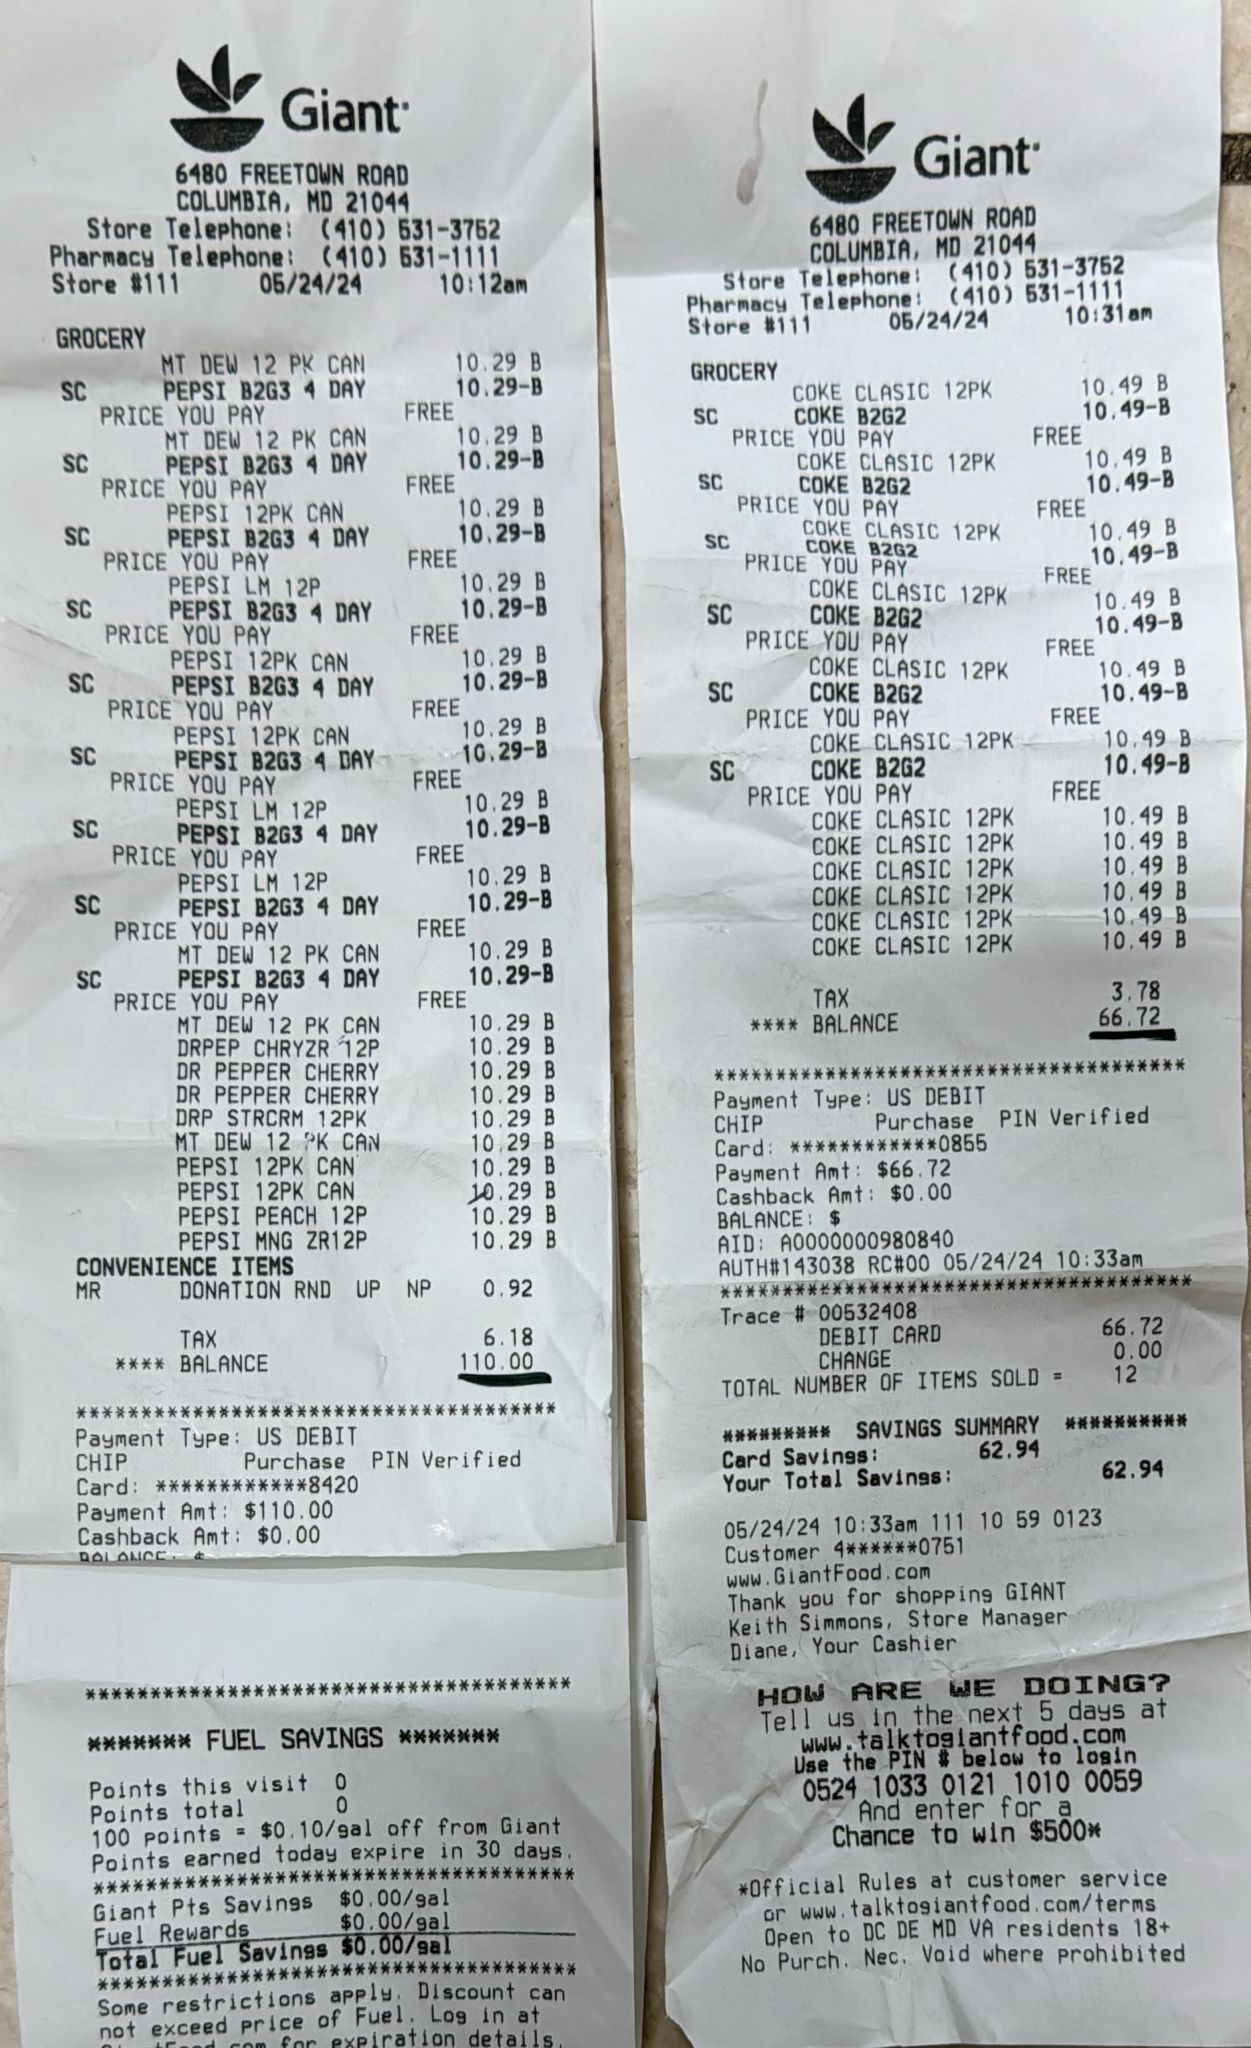 Giant
6480 FREETOWN ROAD
COLUMBIA, MD 21044
Store Telephone: (410) 531-3752
Pharmacy Telephone: (410) 531-1111
Store #111 05/24/24 10:12am
GROCERY
MT DEW 12 PK CAN 10.29 B
SC PEPSI B2G3 4 DAY 10.29-B
PRICE YOU PAY FREE
MT DEW 12 PK CAN 10.29 B
SC PEPSI B2G3 4 DAY 10.29-B
PRICE YOU PAY FREE
PEPSI 12PK CAN 10.29 B
SC PEPSI B2G3 4 DAY 10.29-B
PRICE YOU PAY FREE
PEPSI LM 12P 10.29 B
SC PEPSI B2G3 4 DAY 10.29-B
PRICE YOU PAY FREE
PEPSI 12PK CAN 10.29 B
SC PEPSI B2G3 4 DAY 10.29-B
PRICE YOU PAY FREE
PEPSI 12PK CAN 10.29 B
SC PEPSI B2G3 4 DAY 10.29-B
PRICE YOU PAY FREE
PEPSI LM 12P 10.29 B
SC PEPSI B2G3 4 DAY 10.29-B
PRICE YOU PAY FREE
PEPSI LM 12P 10.29 B
SC PEPSI B2G3 4 DAY 10.29-B
PRICE YOU PAY FREE
MT DEW 12 PK CAN 10.29 B
SC PEPSI B2G3 4 DAY 10.29-B
PRICE YOU PAY FREE
MT DEW 12 PK CAN 10.29 B
DRPEP CHRYZR 12P 10.29 B
DR PEPPER CHERRY 10.29 B
DR PEPPER CHERRY 10.29 B
DRP STRCRM 12PK 10.29 B
MT DEW 12 PK CAN 10.29 B
PEPSI 12PK CAN 10.29 B
PEPSI 12PK CAN 10.29 B
PEPSI PEACH 12P 10.29 B
PEPSI MNG ZR12P 10.29 B
CONVENIENCE ITEMS
MR DONATION RND UP NP 0.92
TAX 6.18
**** BALANCE 110.00
*************************************
Payment Type: US DEBIT
CHIP Purchase PIN Verified
Card: ************8420
Payment Amt: $110.00
Cashback Amt: $0.00
BALANCE: $
*************************************
******* FUEL SAVINGS *******
Points this visit 0
Points total 0
100 points = $0.10/gal off from Giant
Points earned today expire in 30 days.
*************************************
Giant Pts Savings $0.00/gal
Fuel Rewards $0.00/gal
Total Fuel Savings $0.00/gal
*************************************
Some restrictions apply. Discount can
not exceed price of Fuel. Log in at
GiantFood.com for expiration details.
Giant
6480 FREETOWN ROAD
COLUMBIA, MD 21044
Store Telephone: (410) 531-3752
Pharmacy Telephone: (410) 531-1111
Store #111 05/24/24 10:31am
GROCERY
COKE CLASIC 12PK 10.49 B
SC COKE B2G2 10.49-B
PRICE YOU PAY FREE
COKE CLASIC 12PK 10.49 B
SC COKE B2G2 10.49-B
PRICE YOU PAY FREE
COKE CLASIC 12PK 10.49 B
SC COKE B2G2 10.49-B
PRICE YOU PAY FREE
COKE CLASIC 12PK 10.49 B
SC COKE B2G2 10.49-B
PRICE YOU PAY FREE
COKE CLASIC 12PK 10.49 B
SC COKE B2G2 10.49-B
PRICE YOU PAY FREE
COKE CLASIC 12PK 10.49 B
SC COKE B2G2 10.49-B
PRICE YOU PAY FREE
COKE CLASIC 12PK 10.49 B
COKE CLASIC 12PK 10.49 B
COKE CLASIC 12PK 10.49 B
COKE CLASIC 12PK 10.49 B
COKE CLASIC 12PK 10.49 B
COKE CLASIC 12PK 10.49 B
TAX 3.78
**** BALANCE 66.72
*************************************
Payment Type: US DEBIT
CHIP Purchase PIN Verified
Card: ************0855
Payment Amt: $66.72
Cashback Amt: $0.00
BALANCE: $
AID: A0000000980840
AUTH#143038 RC#00 05/24/24 10:33am
*************************************
Trace # 00532408
DEBIT CARD 66.72
CHANGE 0.00
TOTAL NUMBER OF ITEMS SOLD = 12
********* SAVINGS SUMMARY **********
Card Savings: 62.94
Your Total Savings: 62.94
05/24/24 10:33am 111 10 59 0123
Customer 4******0751
www.GiantFood.com
Thank you for shopping GIANT
Keith Simmons, Store Manager
Diane, Your Cashier
HOW ARE WE DOING?
Tell us in the next 5 days at
www.talktogiantfood.com
Use the PIN # below to login
0524 1033 0121 1010 0059
And enter for a
Chance to win $500*
*Official Rules at customer service
or www.talktogiantfood.com/terms
Open to DC DE MD VA residents 18+
No Purch. Nec. Void where prohibited